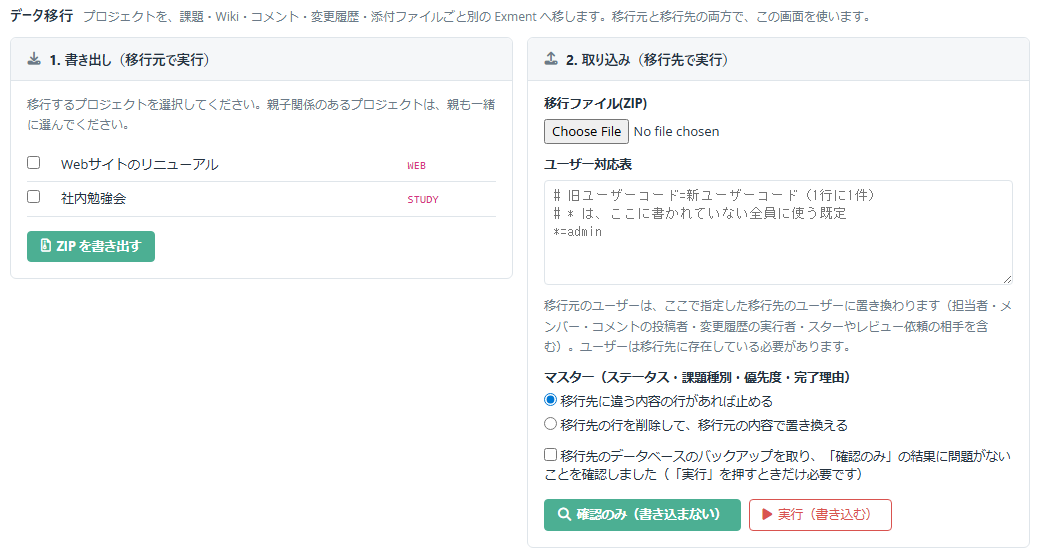 データ移行 プロジェクトを、課題・Wiki・コメント・変更履歴・添付ファイルごと別の Exment へ移します。移行元と移行先の両方で、この画面を使います。
1. 書き出し（移行元で実行）
移行するプロジェクトを選択してください。親子関係のあるプロジェクトは、親も一緒
に選んでください。
Webサイトのリニューアル WEB
社内勉強会 STUDY
ZIP を書き出す
2. 取り込み（移行先で実行）
移行ファイル(ZIP)
Choose File No file chosen
ユーザー対応表
# 旧ユーザーコード=新ユーザーコード（1行に1件）
# * は、ここに書かれていない全員に使う既定
*=admin
移行元のユーザーは、ここで指定した移行先のユーザーに置き換わります（担当者・メ
ンバー・コメントの投稿者・変更履歴の実行者・スターやレビュー依頼の相手を含
む）。ユーザーは移行先に存在している必要があります。
マスター（ステータス・課題種別・優先度・完了理由）
移行先に違う内容の行があれば止める
移行先の行を削除して、移行元の内容で置き換える
移行先のデータベースのバックアップを取り、「確認のみ」の結果に問題がない
ことを確認しました（「実行」を押すときだけ必要です）
確認のみ（書き込まない）
実行（書き込む）